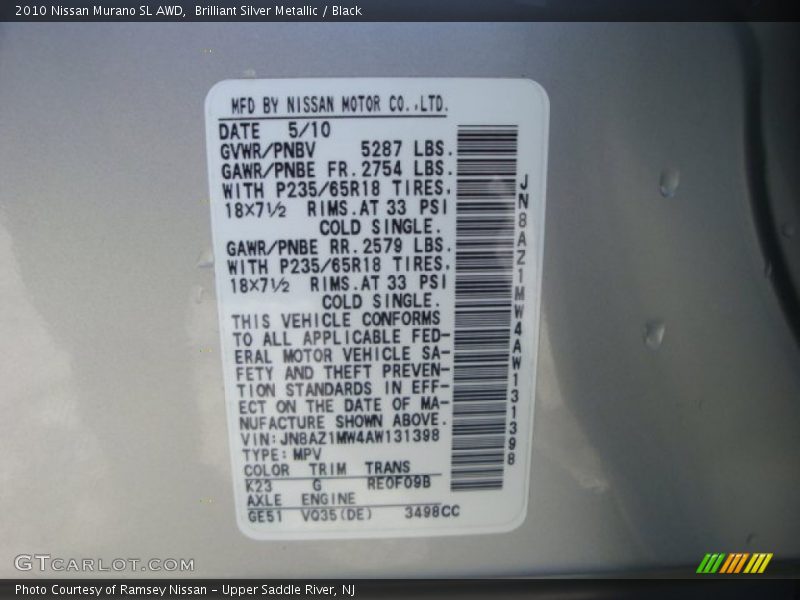 2010 Nissan Murano SL AWD,  Brilliant Silver Metallic / Black
MFD BY NISSAN MOTOR CO.,LTD.
DATE 5/10
GVWR/PNBV 5287 LBS.
GAWR/PNBE FR. 2754 LBS.
WITH P235/65R18 TIRES,
18×7½ RIMS. AT 33 PSI
COLD SINGLE.
GAWR/PNBE RR. 2579 LBS.
WITH P235/65R18 TIRES,
18×7½ RIMS. AT 33 PSI
COLD SINGLE.
THIS VEHICLE CONFORMS
TO ALL APPLICABLE FED-
ERAL MOTOR VEHICLE SA-
FETY AND THEFT PREVEN-
TION STANDARDS IN EFF-
ECT ON THE DATE OF MA-
NUFACTURE SHOWN ABOVE.
VIN:JN8AZ1MW4AW131398
TYPE:MPV
COLOR TRIM TRANS
K23 G RE0F09B
AXLE ENGINE
GE51 VQ35(DE) 3498CC
JN8AZ1MW4AW131398
GTCARLOT.COM
Photo Courtesy of Ramsey Nissan – Upper Saddle River, NJ